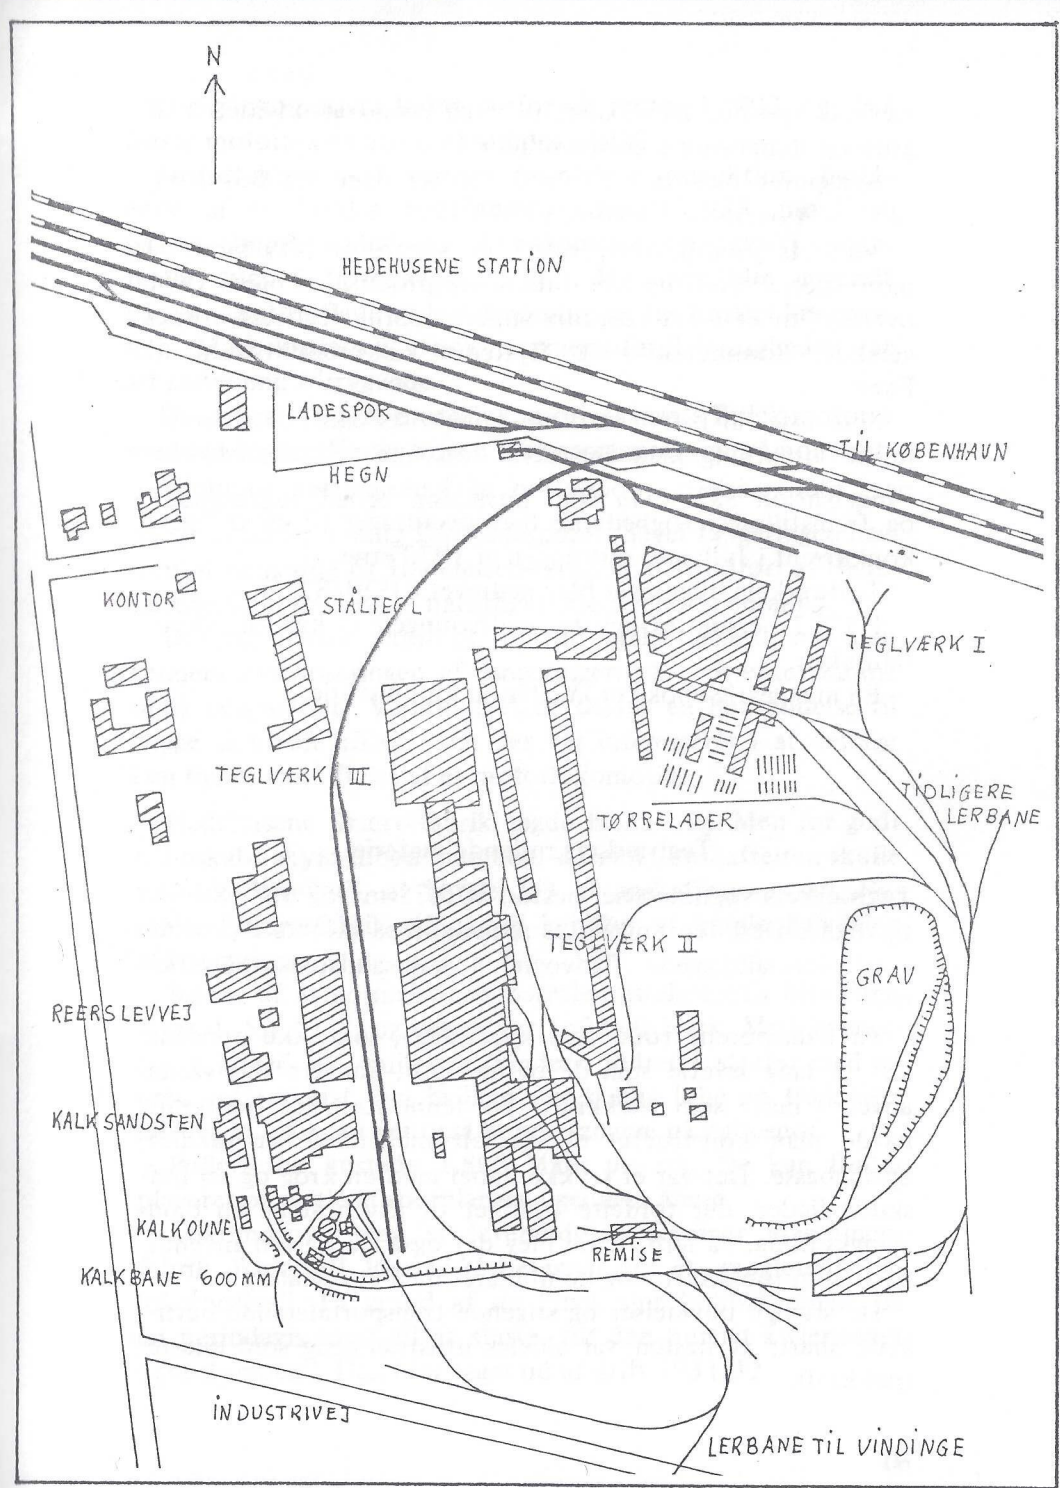 N
HEDEHUSENE STATION
LADESPOR
TIL KØBENHAVN
HEGN
KONTOR
STÅLTEGL
TEGLVÆRK I
TEGLVÆRK III
TIDLIGERE
LERBANE
TØRRELADER
TEGLVÆRK II
GRAV
REERSLEVVEJ
KALKSANDSTEN
KALKOVNE
REMISE
KALKBANE 600MM
INDUSTRIVEJ
LERBANE TIL VINDINGE